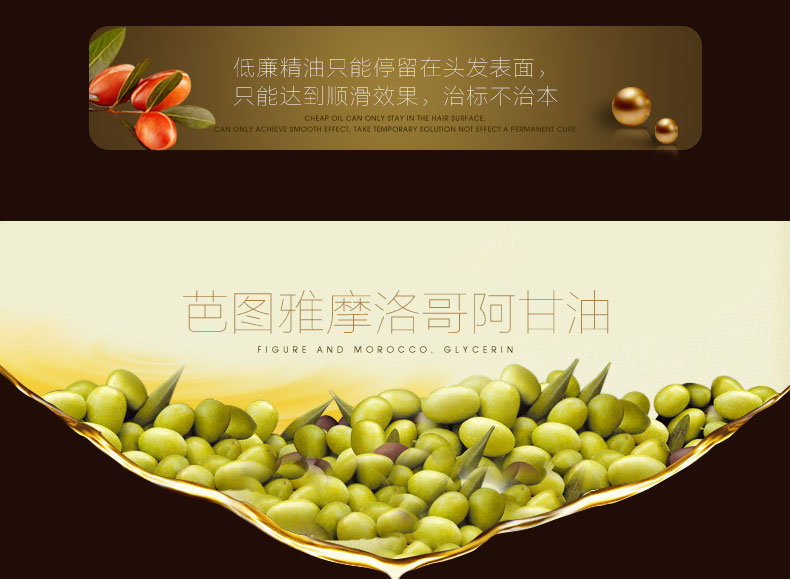 低廉精油只能停留在头发表面，
只能达到顺滑效果，治标不治本
CHEAP OIL CAN ONLY STAY IN THE HAIR SURFACE,
CAN ONLY ACHIEVE SMOOTH EFFECT, TAKE TEMPORARY SOLUTION NOT EFFECT A PERMANENT CURE
芭图雅摩洛哥阿甘油
FIGURE AND MOROCCO, GLYCERIN